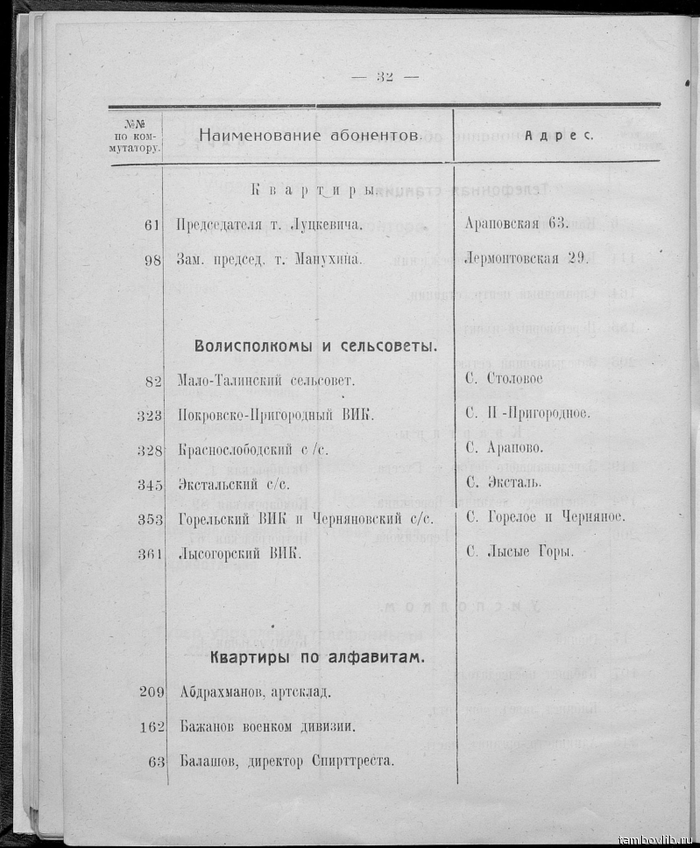 — 32 —
№№ по ком- мутатору.
Наименование абонентов.
Адрес.
Квартиры.
61 Председателя т. Луцкевича. Араповская 63.
98 Зам. председ. т. Манухина. Лермонтовская 29.
Волисполкомы и сельсоветы.
82 Мало-Талинский сельсовет. С. Столовое
323 Покровско-Пригородный ВИК. С. П-Пригородное.
328 Краснослободский с/с. С. Арапово.
345 Экстальский с/с. С. Эксталь.
353 Горельский ВИК и Черняновский с/с. С. Горелое и Черняное.
361 Лысогорский ВИК. С. Лысые Горы.
Квартиры по алфавитам.
209 Абдрахманов, артсклад.
162 Бажанов военком дивизии.
63 Балашов, директор Спирттреста.
tambovlib.ru